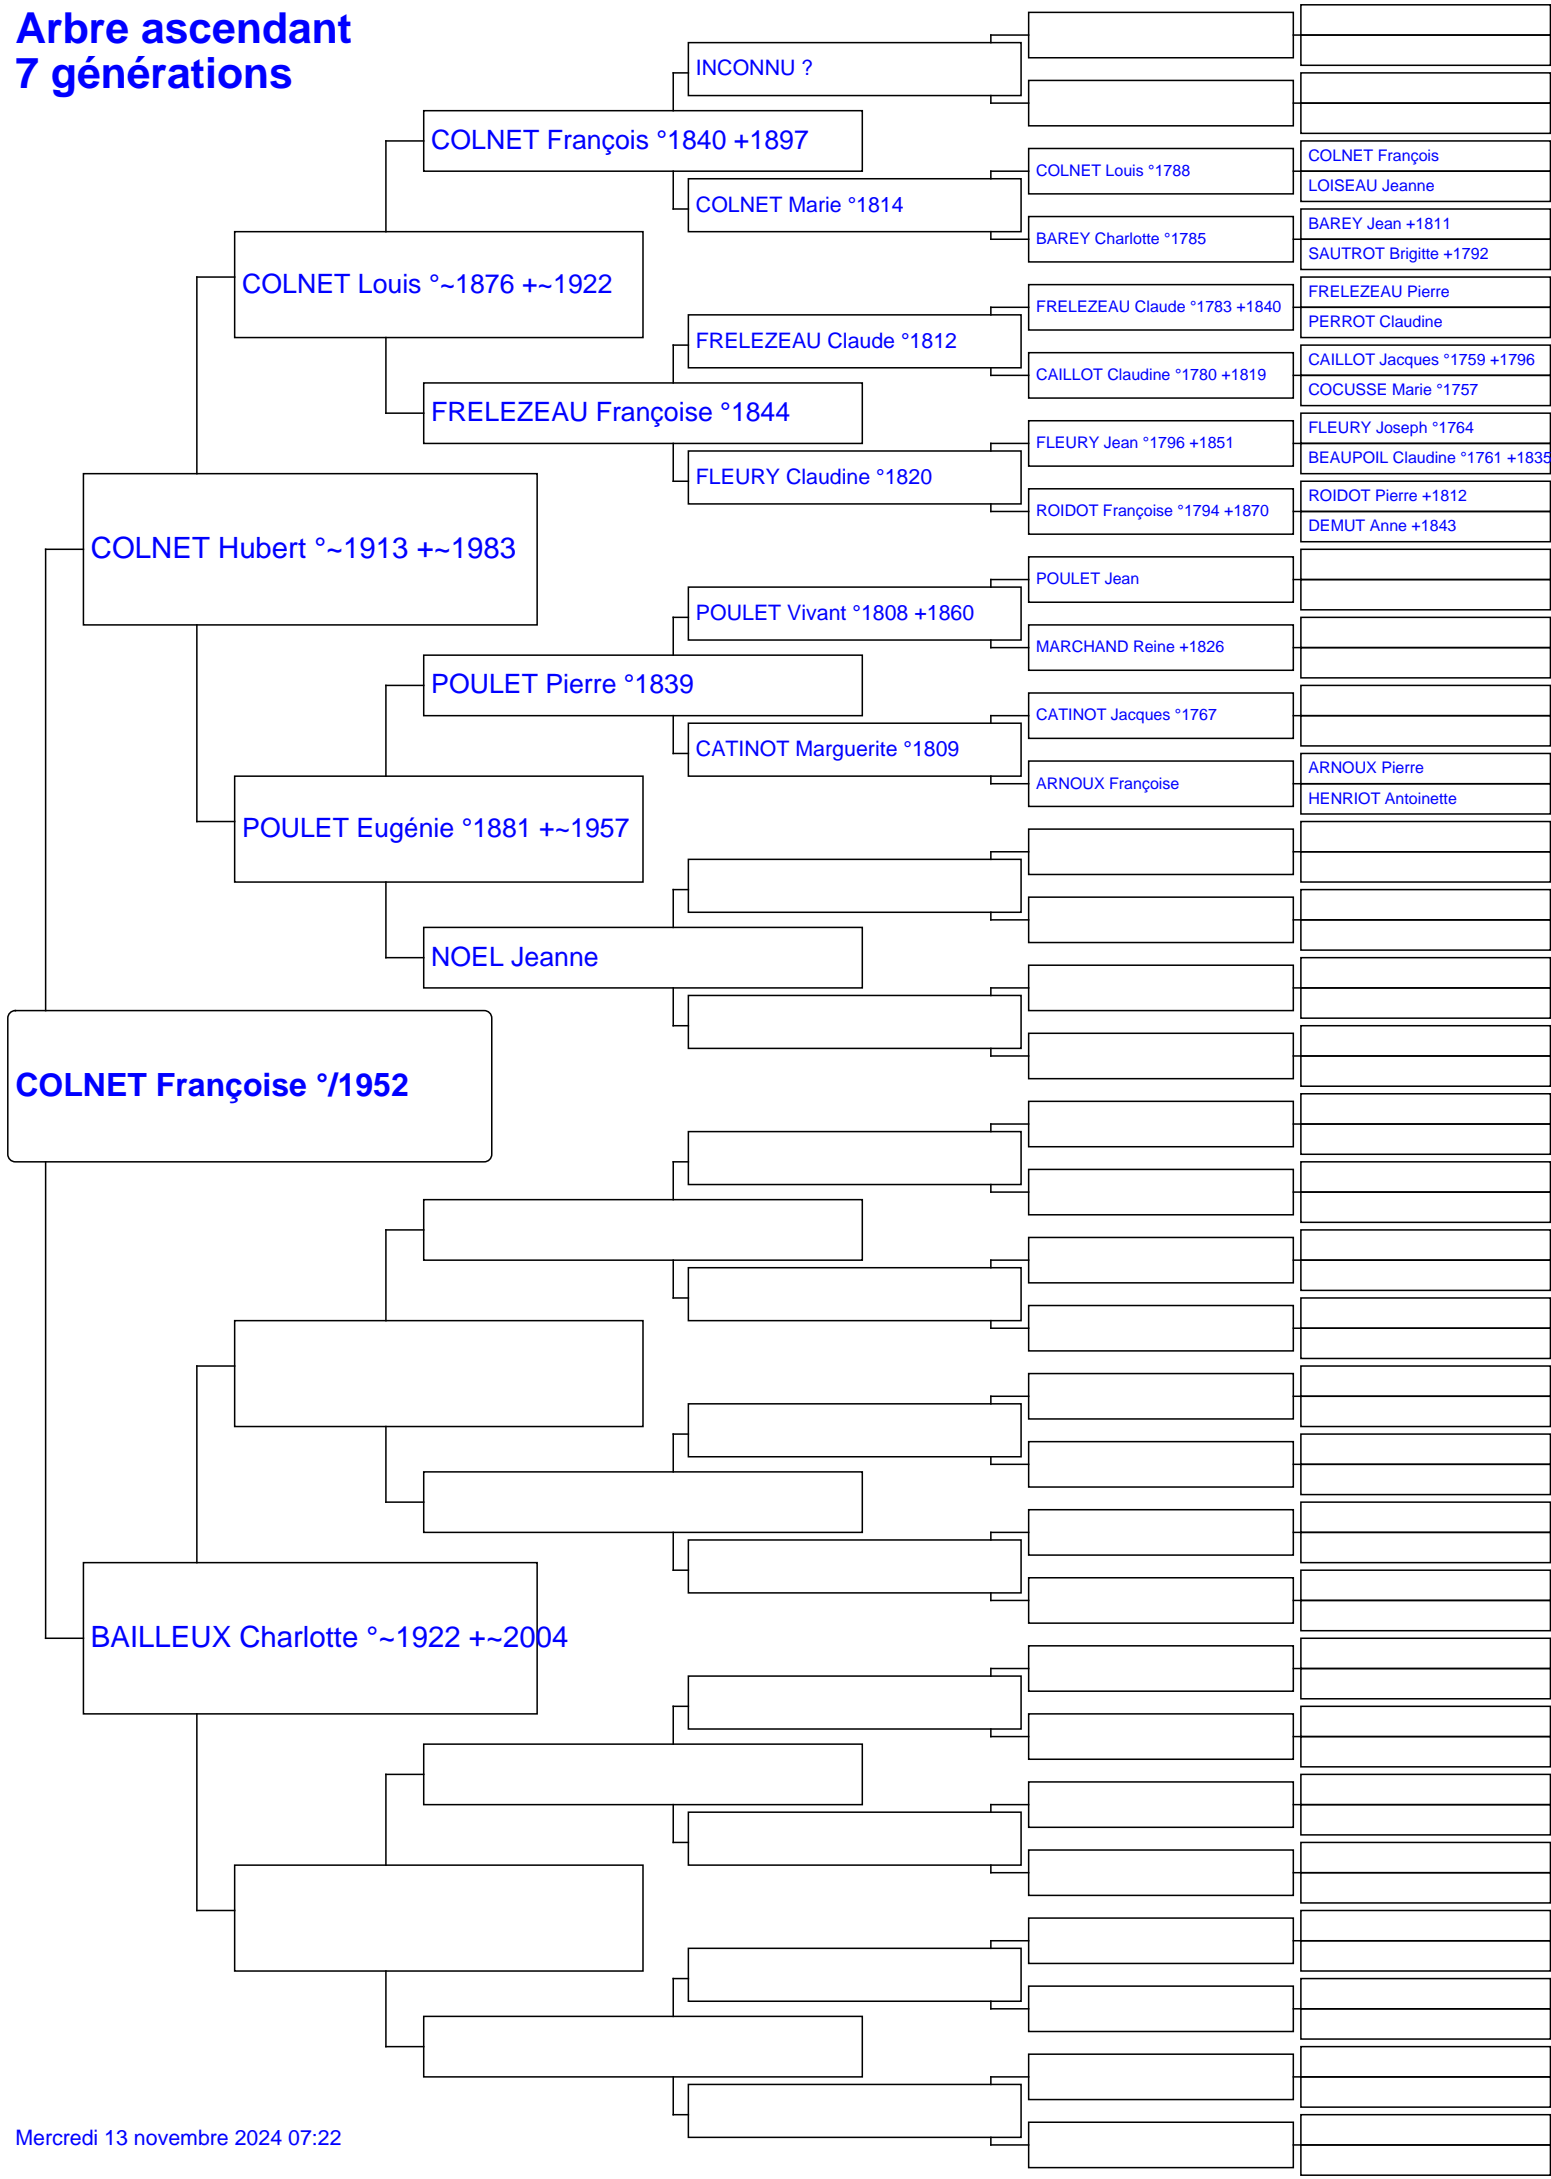 Arbre ascendant
7 générations
INCONNU ?
COLNET François °1840 +1897
COLNET François
COLNET Louis °1788
LOISEAU Jeanne
COLNET Marie °1814
BAREY Jean +1811
BAREY Charlotte °1785
SAUTROT Brigitte +1792
COLNET Louis °~1876 +~1922
FRELEZEAU Pierre
FRELEZEAU Claude °1783 +1840
PERROT Claudine
FRELEZEAU Claude °1812
CAILLOT Jacques °1759 +1796
CAILLOT Claudine °1780 +1819
COCUSSE Marie °1757
FRELEZEAU Françoise °1844
FLEURY Joseph °1764
FLEURY Jean °1796 +1851
BEAUPOIL Claudine °1761 +1835
FLEURY Claudine °1820
ROIDOT Pierre +1812
ROIDOT Françoise °1794 +1870
DEMUT Anne +1843
COLNET Hubert °~1913 +~1983
POULET Jean
POULET Vivant °1808 +1860
MARCHAND Reine +1826
POULET Pierre °1839
CATINOT Jacques °1767
CATINOT Marguerite °1809
ARNOUX Pierre
ARNOUX Françoise
HENRIOT Antoinette
POULET Eugénie °1881 +~1957
NOEL Jeanne
COLNET Françoise °/1952
BAILLEUX Charlotte °~1922 +~2004
Mercredi 13 novembre 2024 07:22